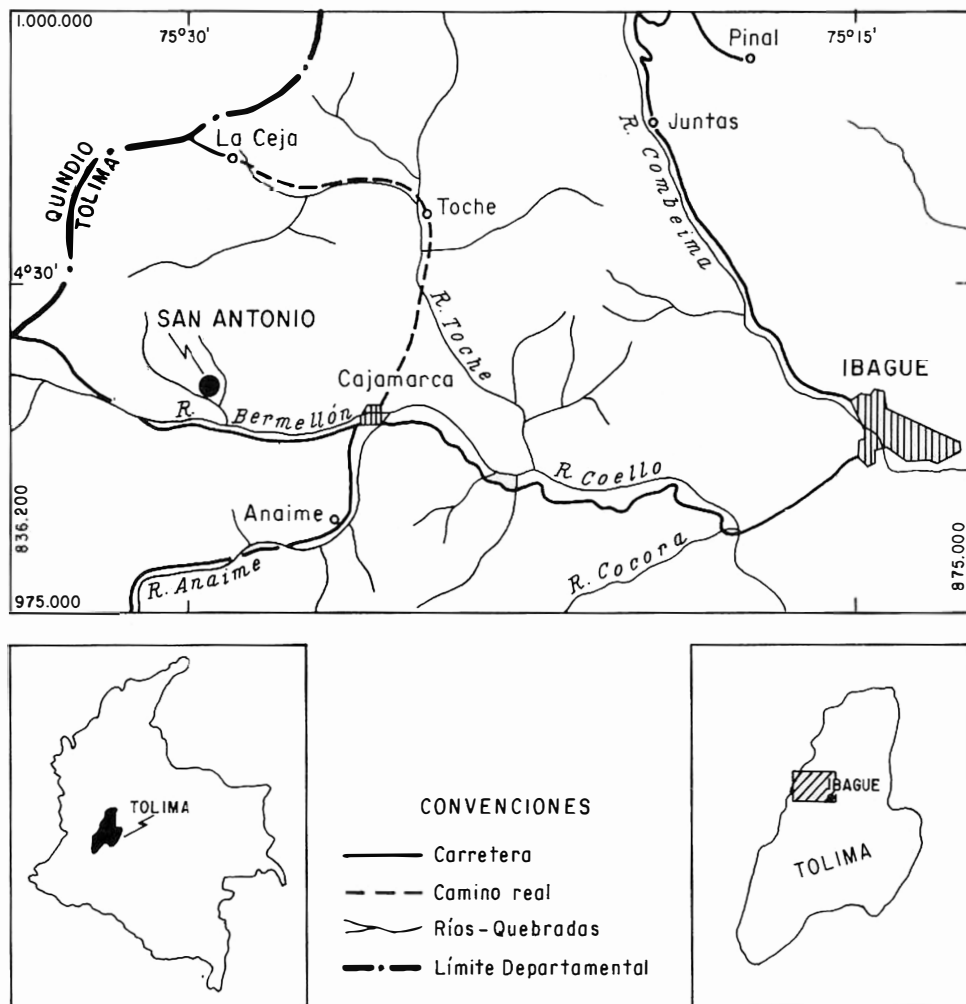 1.000.000
75°30'
75°15'
Pinal
La Ceja
Juntas
R. Combeima
QUINDIO
TOLIMA
Toche
4°30'
SAN ANTONIO
R. Toche
Cajamarca
IBAGUE
R. Bermellón
R. Coello
Anaime
836.200
R. Anaime
R. Cocora
875.000
975.000
TOLIMA
CONVENCIONES
Carretera
Camino real
Ríos-Quebradas
Límite Departamental
IBAGUE
TOLIMA